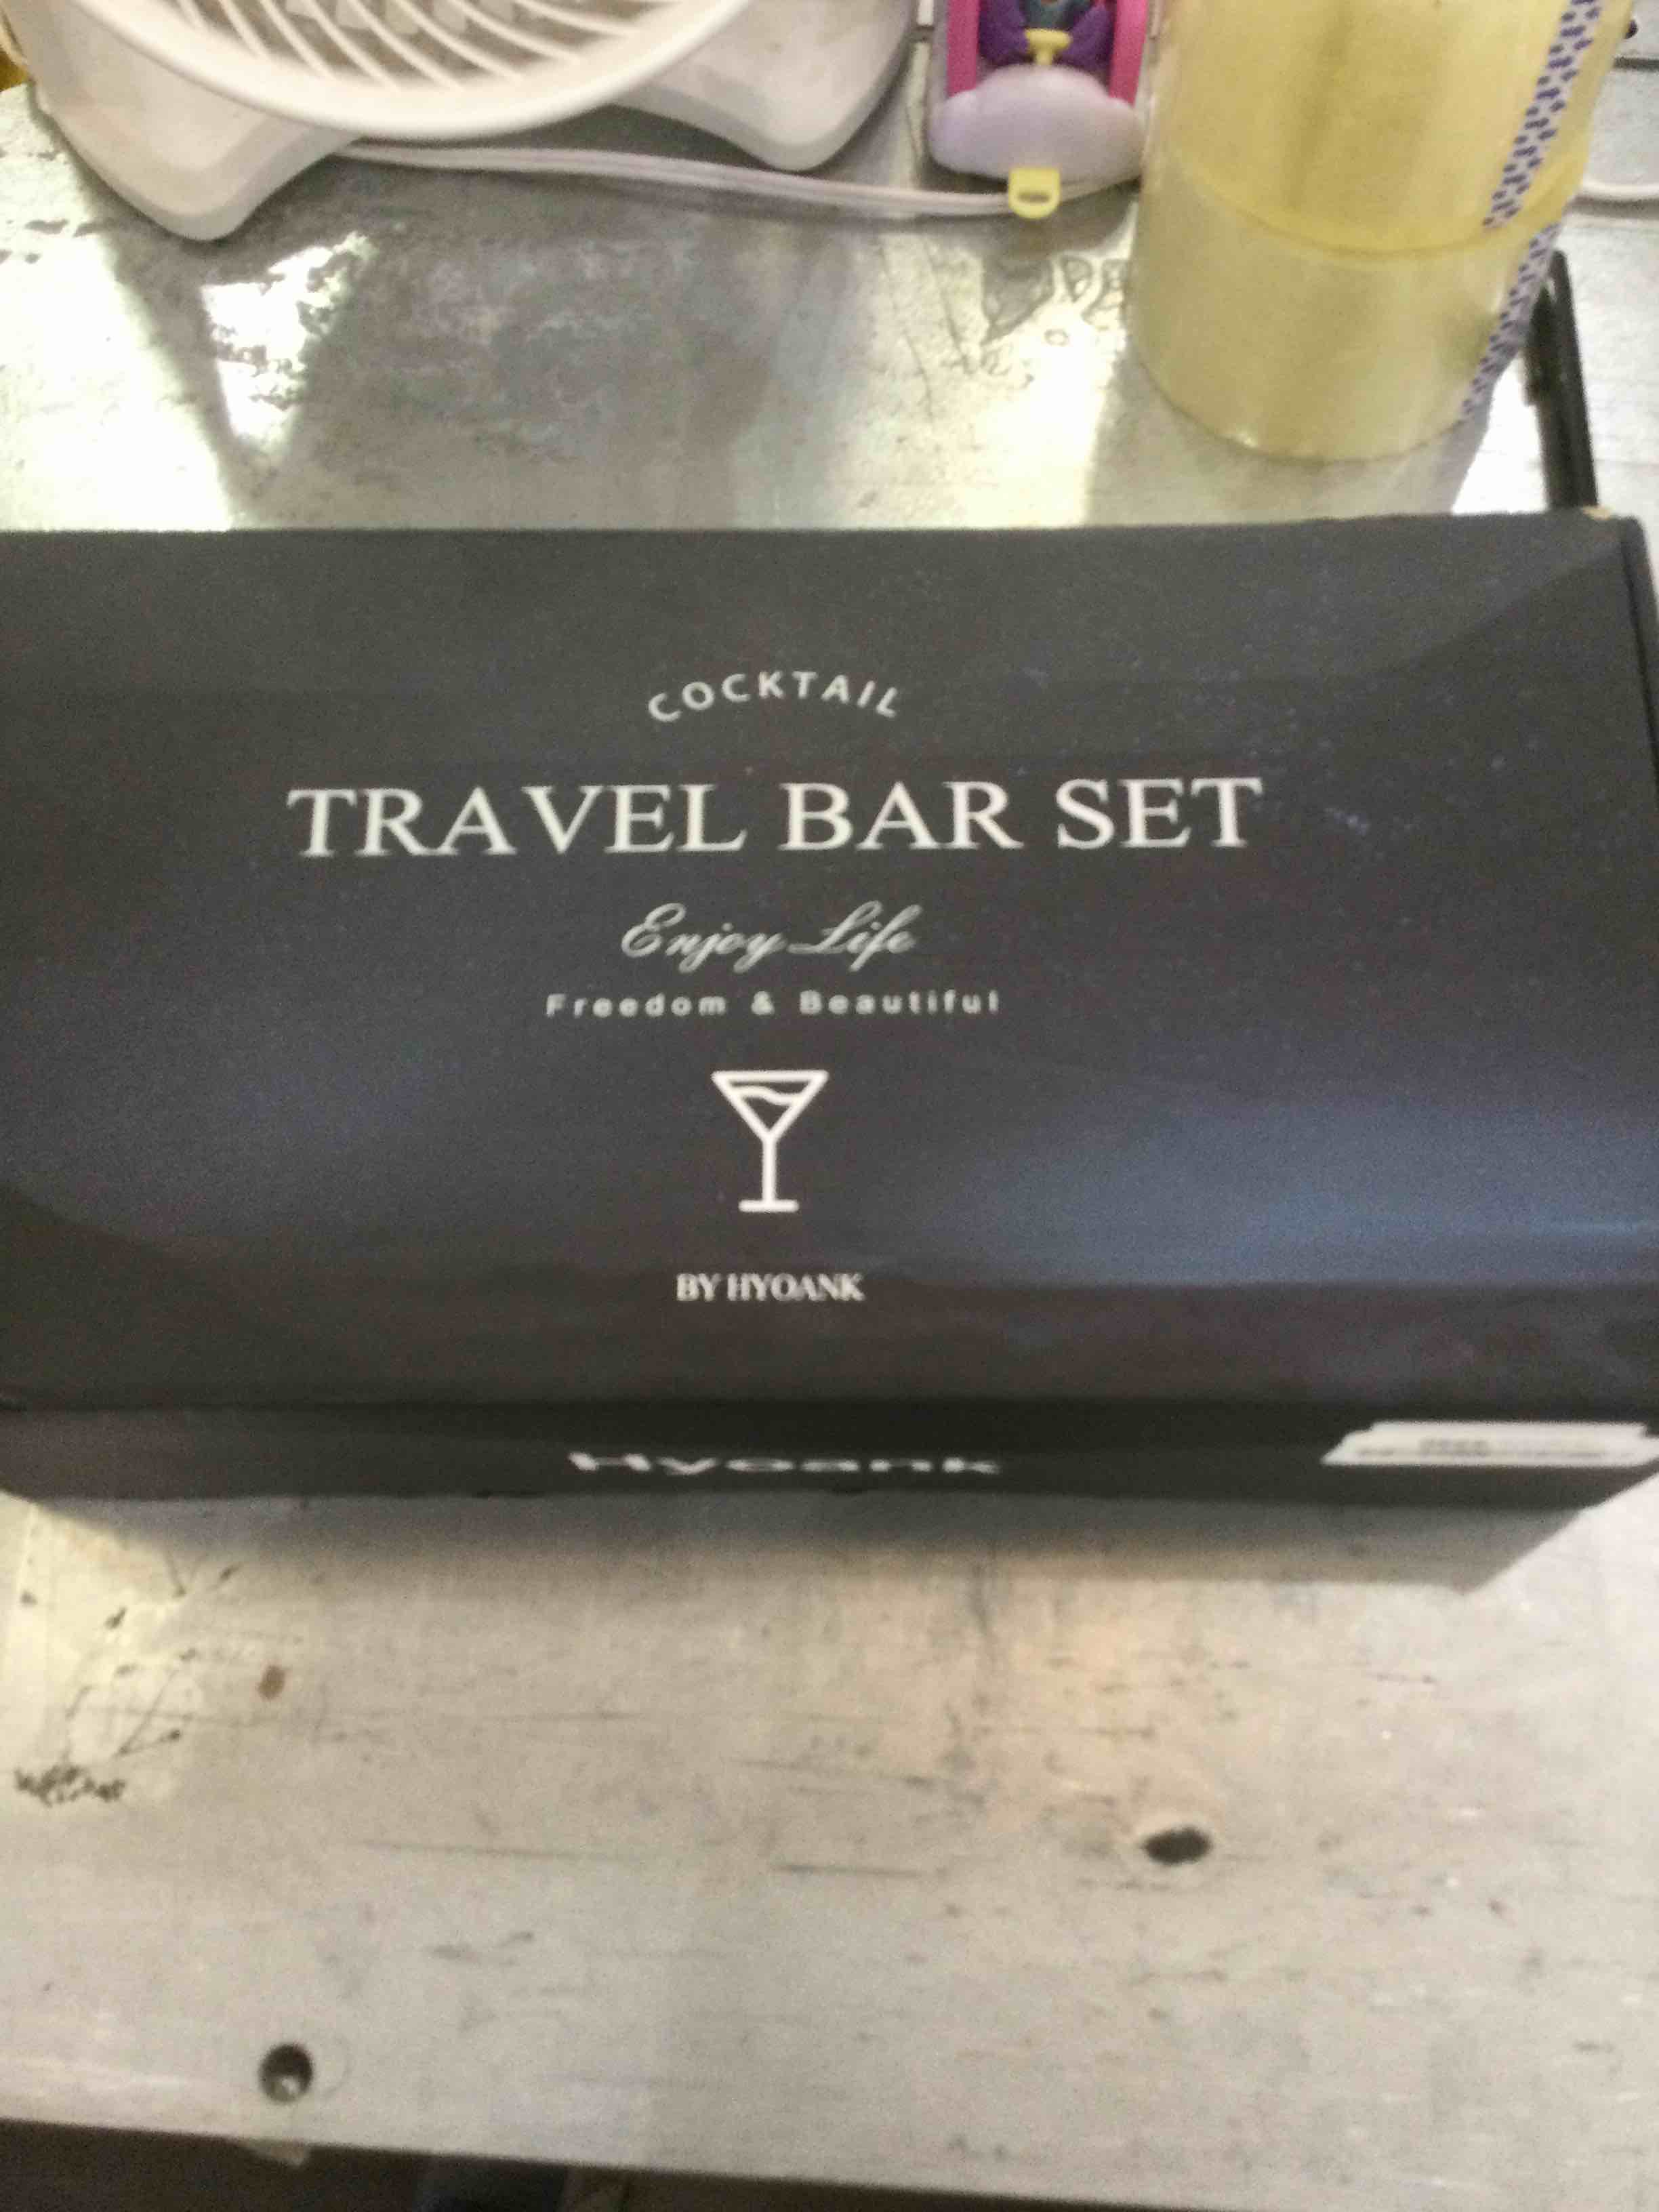 COCKTAIL
TRAVEL BAR SET
Enjoy Life
Freedom & Beautiful
BY HYOANK
Hyoank